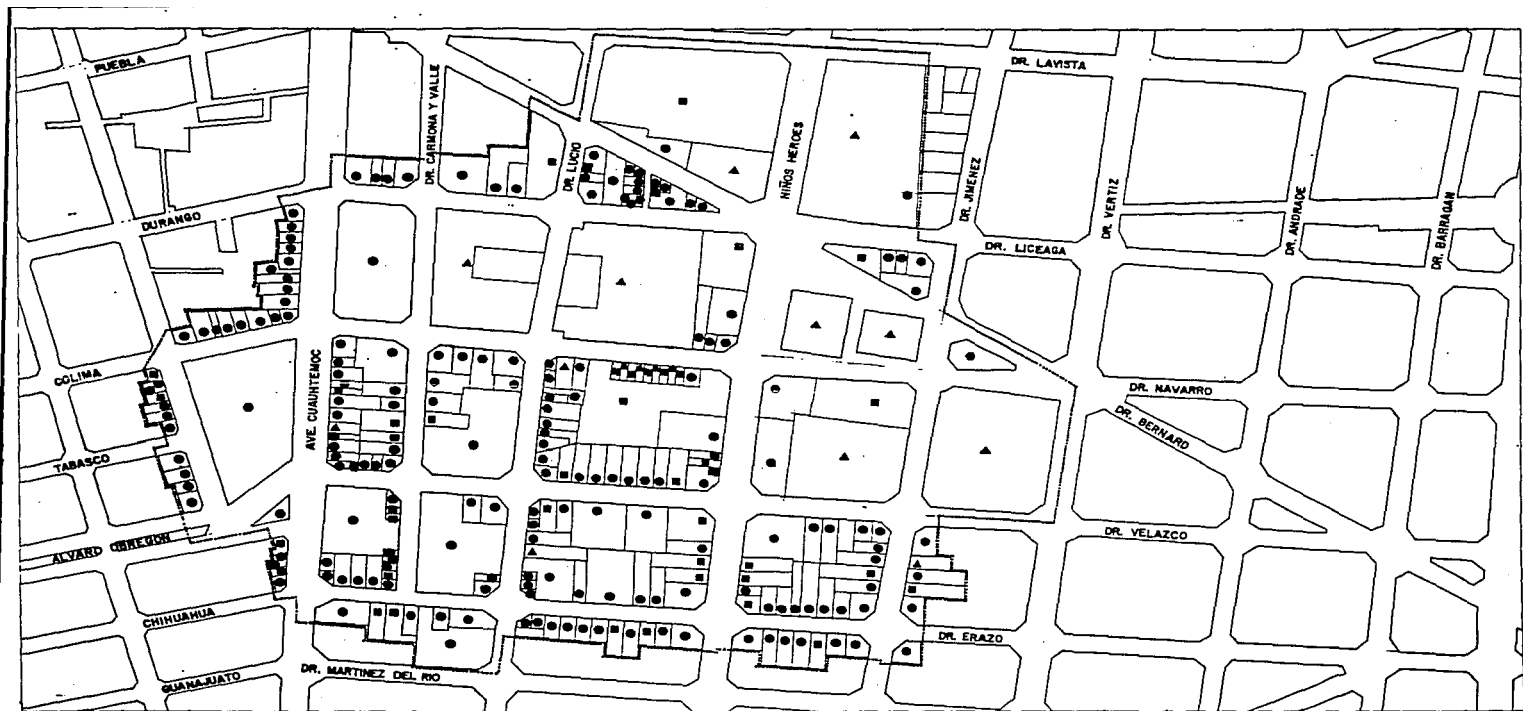 PUEBLA
DR. LAVISTA
DR. CARMONA Y VALLE
DR. LUCIO
NIÑOS HEROES
DR. JIMENEZ
DR. VERTIZ
DR. ANDRADE
DR. BARRAGAN
DURANGO
DR. LICEAGA
COLIMA
AVE. CUAUHTEMOC
DR. NAVARRO
DR. BERNARD
TABASCO
ALVARO OBREGON
DR. VELAZCO
CHIHUAHUA
DR. ERAZO
DR. MARTINEZ DEL RIO
GUANAJUATO